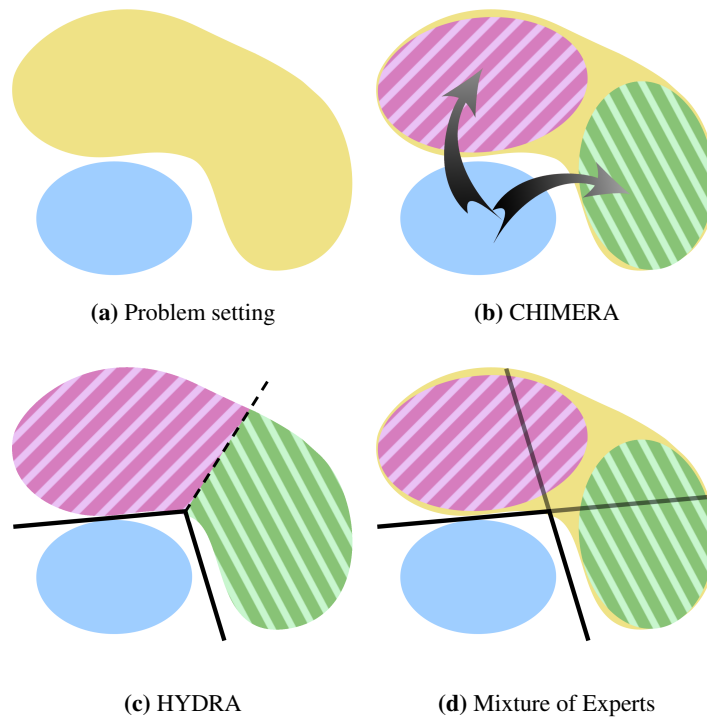 (a) Problem setting
(b) CHIMERA
(c) HYDRA
(d) Mixture of Experts